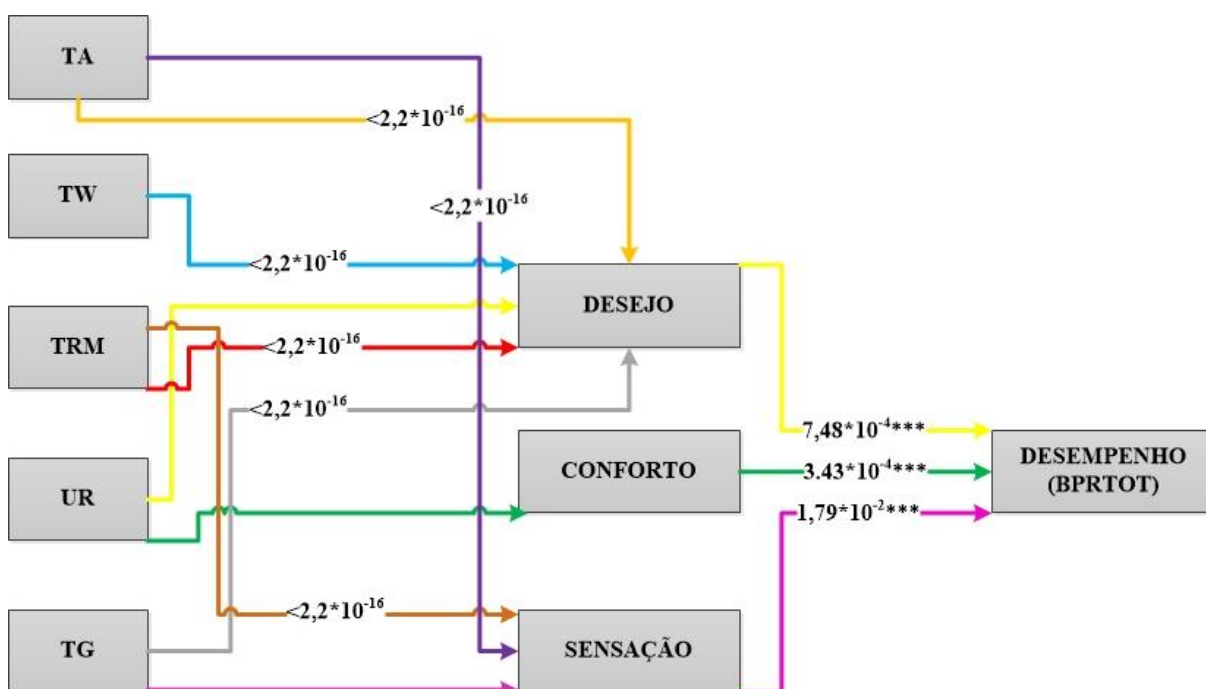 TA
<2,2*10-16
TW
<2,2*10-16
<2,2*10-16
DESEJO
TRM
<2,2*10-16
<2,2*10-16
7,48*10-4***
CONFORTO
3.43*10-4***
DESEMPENHO
(BPRTOT)
UR
1,79*10-2***
<2,2*10-16
TG
SENSAÇÃO